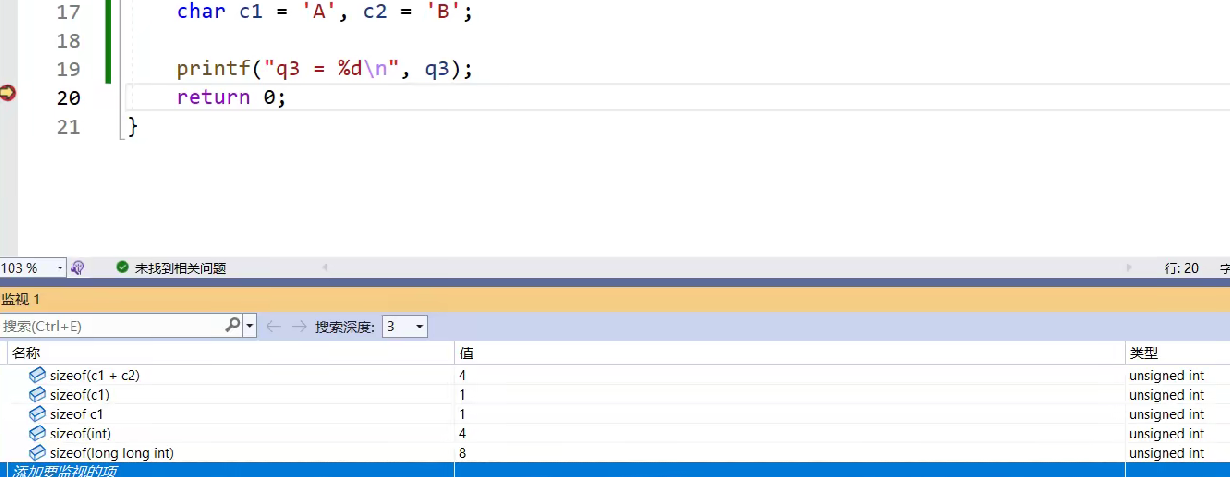 17 char c1 = 'A', c2 = 'B';
18
19 printf("q3 = %d\n", q3);
20 return 0;
21 }
103 % 未找到相关问题 行: 20
监视 1
搜索(Ctrl+E) 搜索深度: 3
名称 值 类型
sizeof(c1 + c2) 4 unsigned int
sizeof(c1) 1 unsigned int
sizeof c1 1 unsigned int
sizeof(int) 4 unsigned int
sizeof(long long int) 8 unsigned int
添加要监视的项